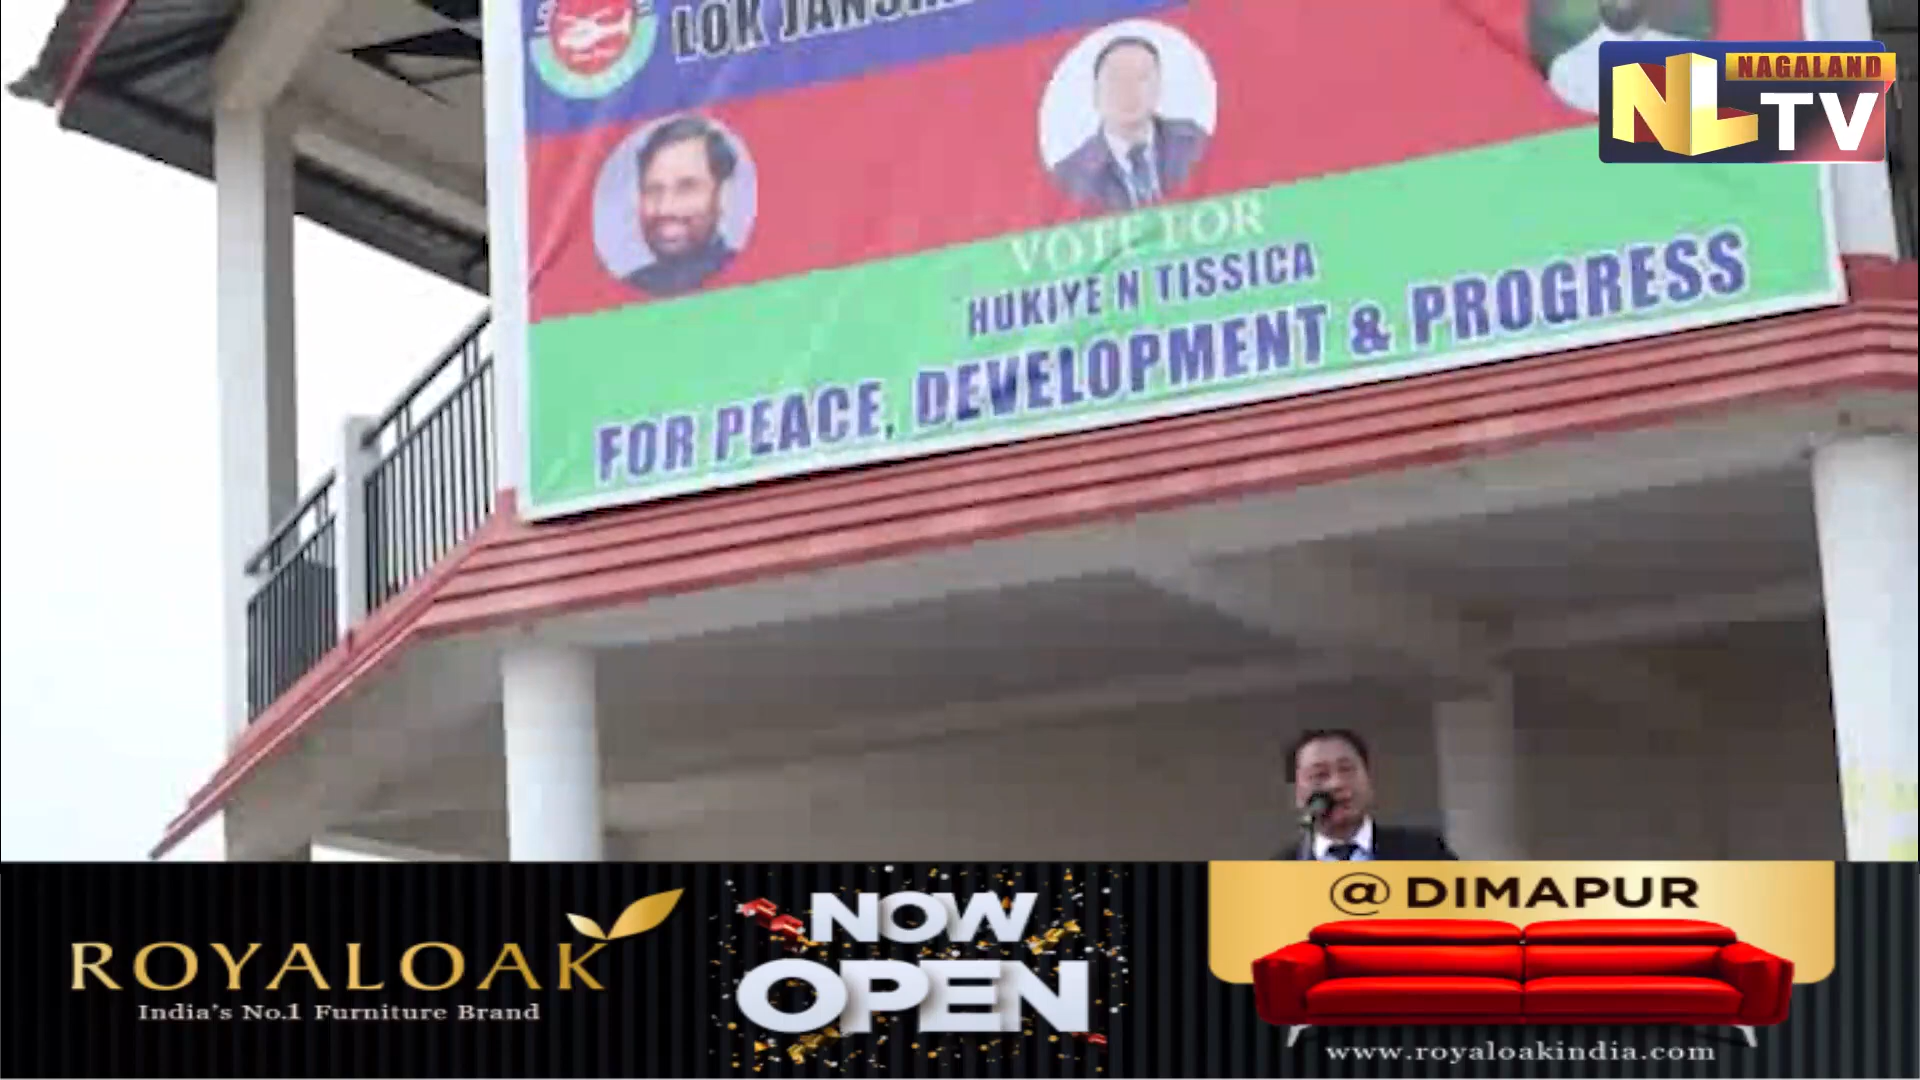 LOK
NAGALAND
NL TV
VOTE FOR
HUKIYE N TISSICA
FOR PEACE, DEVELOPMENT & PROGRESS
ROYALOAK
India's No.1 Furniture Brand
NOW
OPEN
@ DIMAPUR
www.royaloakindia.com